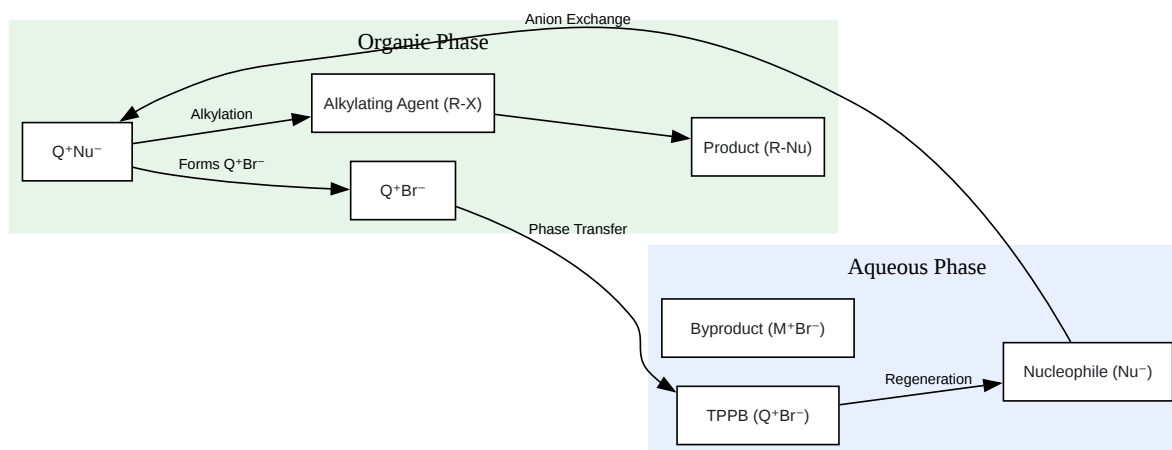 Anion Exchange
Organic Phase
Alkylating Agent (R-X)
Alkylation
Q⁺Nu⁻
Product (R-Nu)
Forms Q⁺Br⁻
Q⁺Br⁻
Phase Transfer
Aqueous Phase
Byproduct (M⁺Br⁻)
Nucleophile (Nu⁻)
Regeneration
TPPB (Q⁺Br⁻)